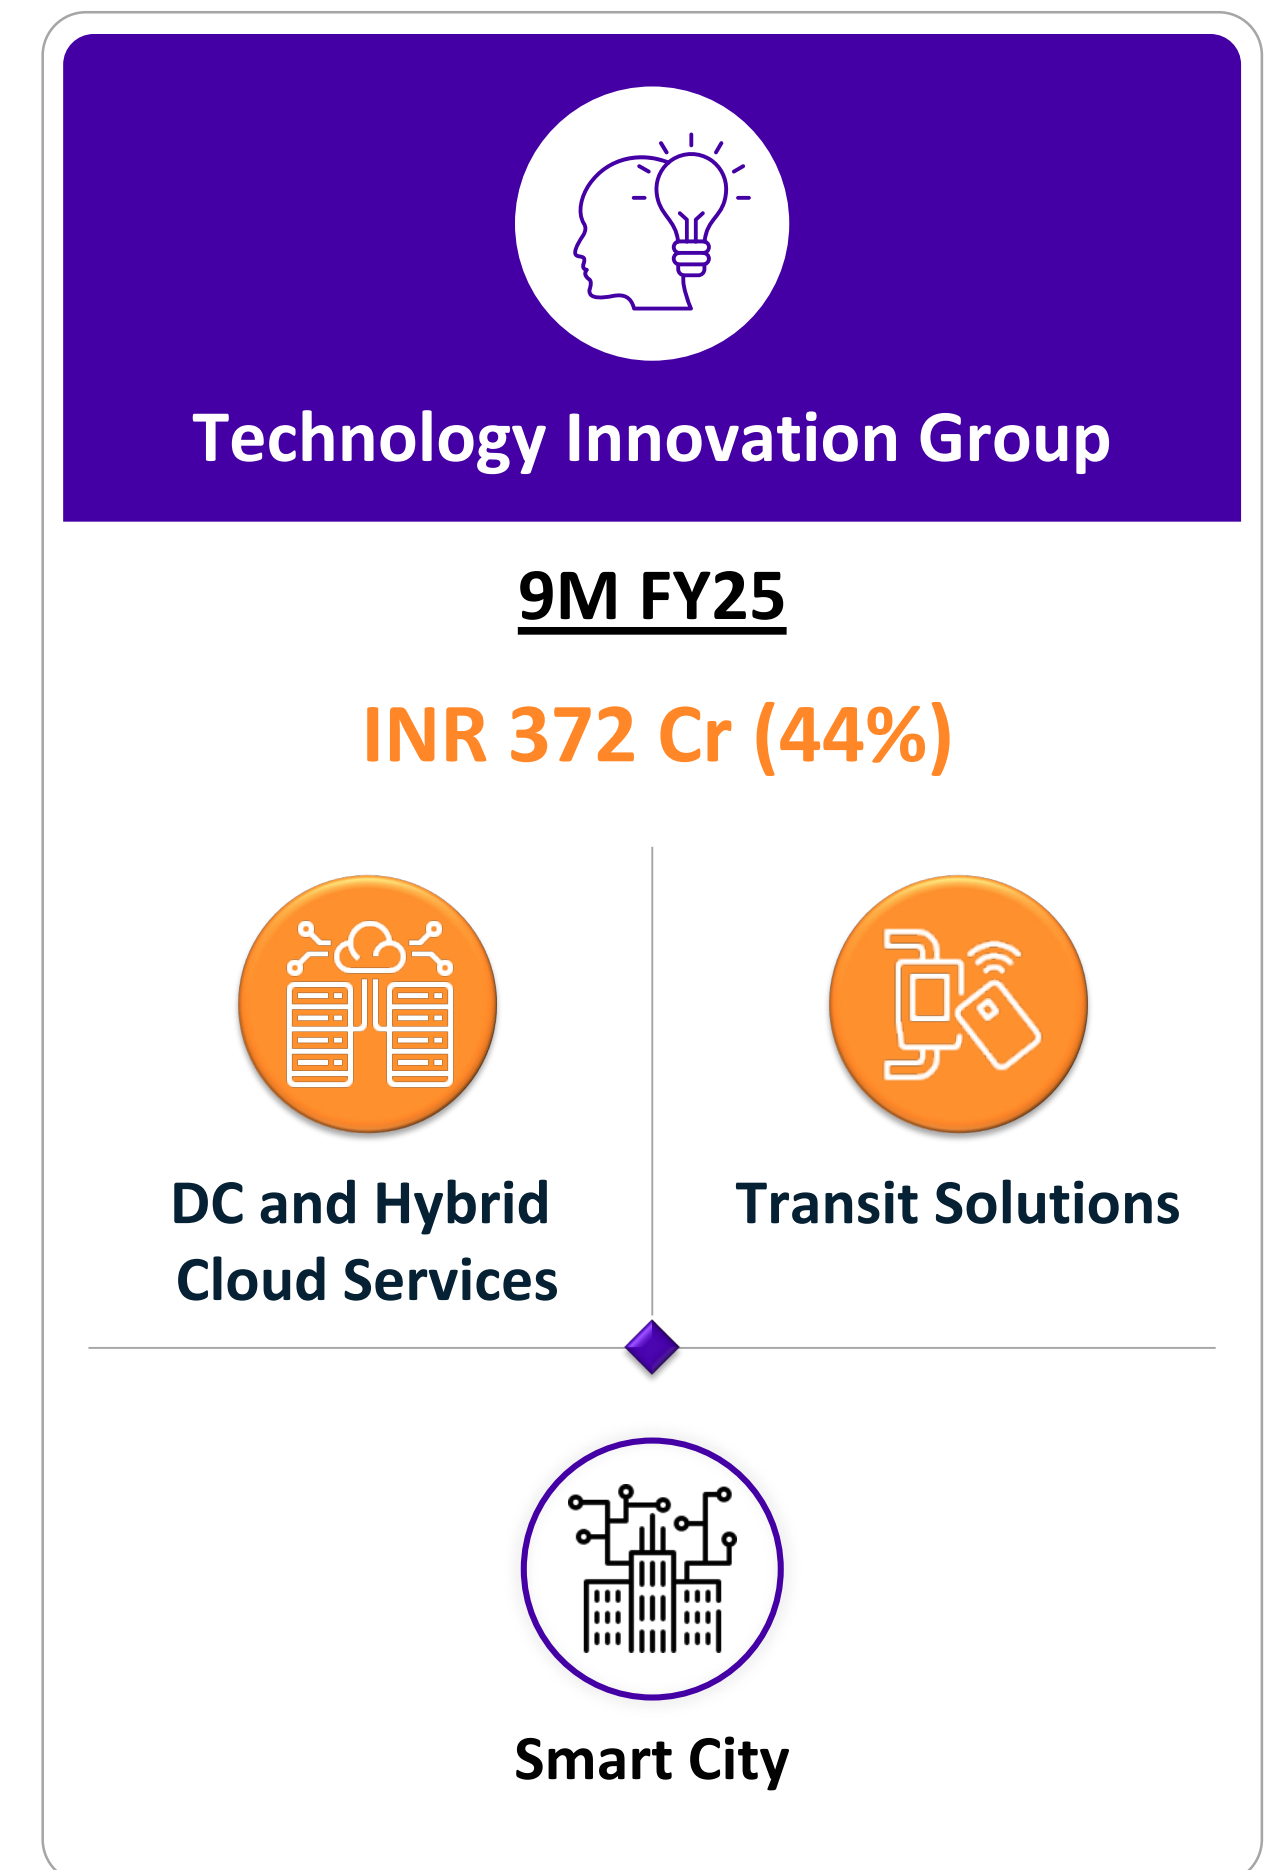 Technology Innovation Group
9M FY25
INR 372 Cr (44%)
DC and Hybrid
Cloud Services
Transit Solutions
Smart City